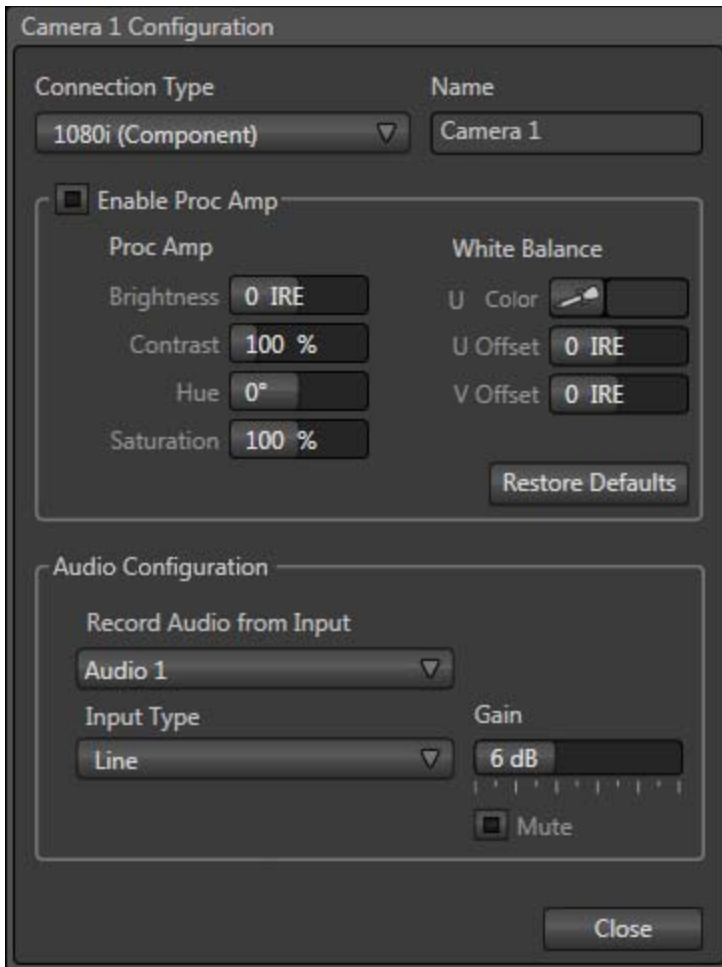 Camera 1 Configuration
Connection Type
Name
1080i (Component)
Camera 1
Enable Proc Amp
Proc Amp
White Balance
Brightness 0 IRE
U Color
Contrast 100 %
U Offset 0 IRE
Hue 0°
V Offset 0 IRE
Saturation 100 %
Restore Defaults
Audio Configuration
Record Audio from Input
Audio 1
Input Type
Gain
Line
6 dB
Mute
Close